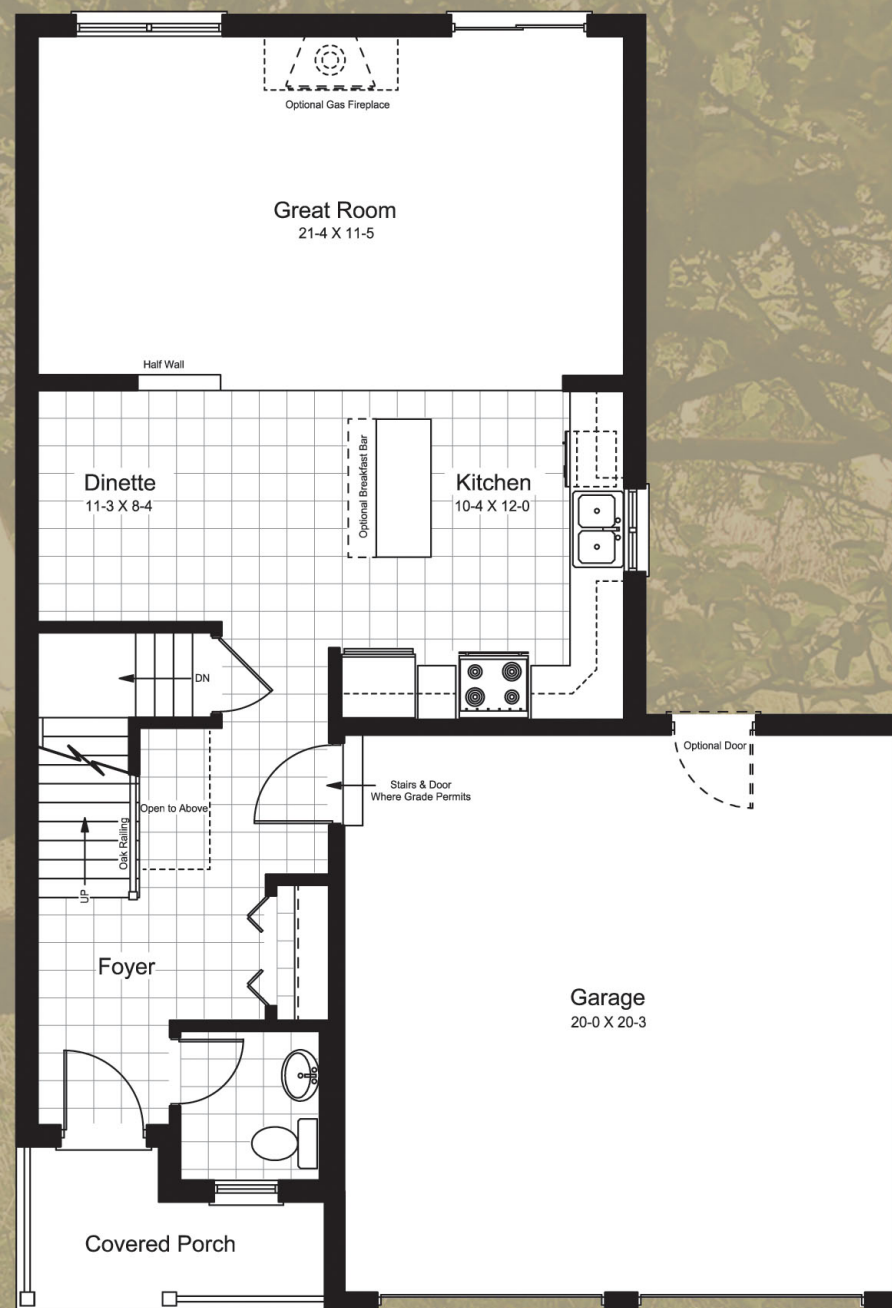 Optional Gas Fireplace
Great Room
21-4 X 11-5
Half Wall
Dinette
11-3 X 8-4
Optional Breakfast Bar
Kitchen
10-4 X 12-0
DN
Optional Door
Stairs & Door
Where Grade Permits
Open to Above
Oak Railing
UP
Foyer
Garage
20-0 X 20-3
Covered Porch